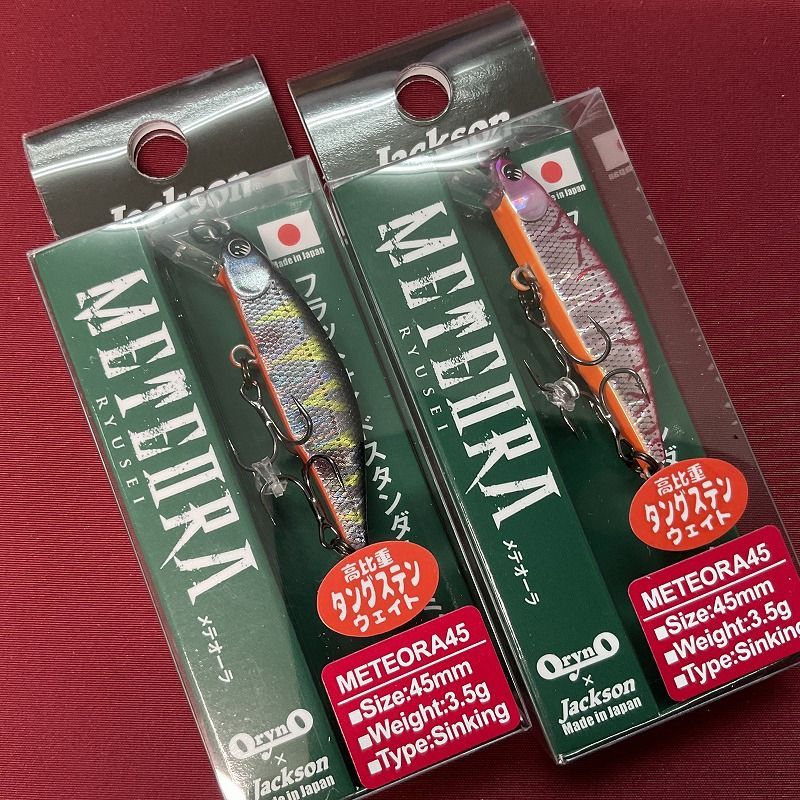 Jackson
Made in Japan
METEORA
RYUSEI
メテオーラ
高比重
タングステン
ウェイト
METEORA45
■Size:45mm
■Weight:3.5g
■Type:Sinking
OrynO
×
Jackson
Jackson
Made in Japan
METEORA
RYUSEI
メテオーラ
高比重
タングステン
ウェイト
METEORA45
■Size:45mm
■Weight:3.5g
■Type:Sinking
OrynO
×
Jackson
Made in Japan